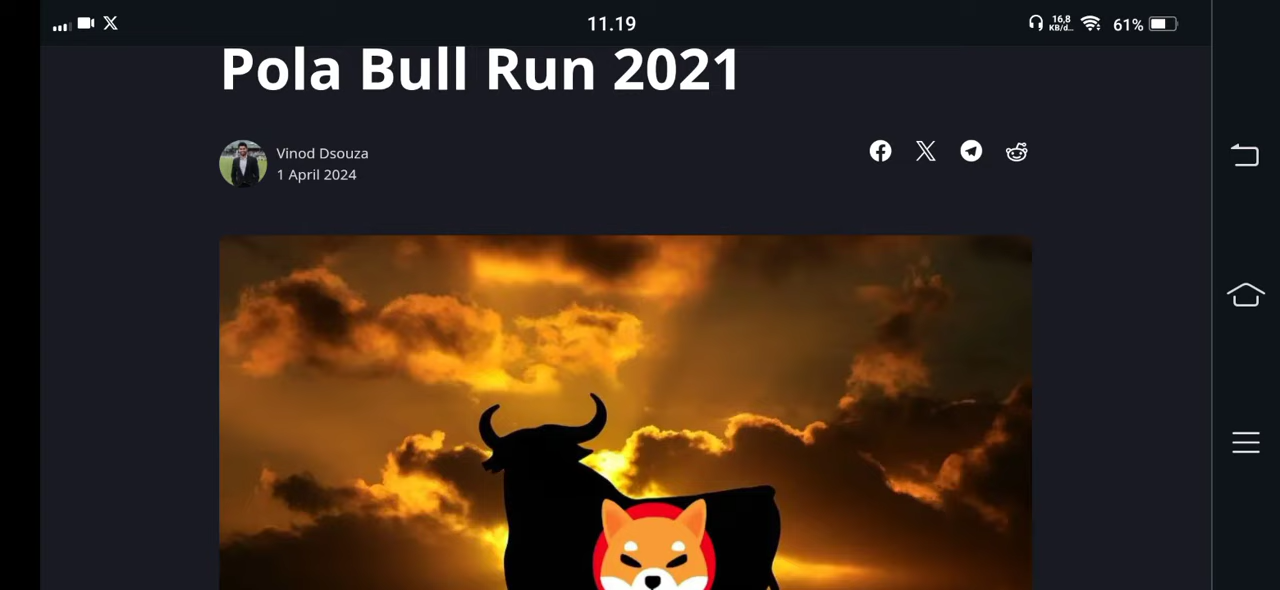 11.19
16,8
KB/d...
61%
Pola Bull Run 2021
Vinod Dsouza
1 April 2024